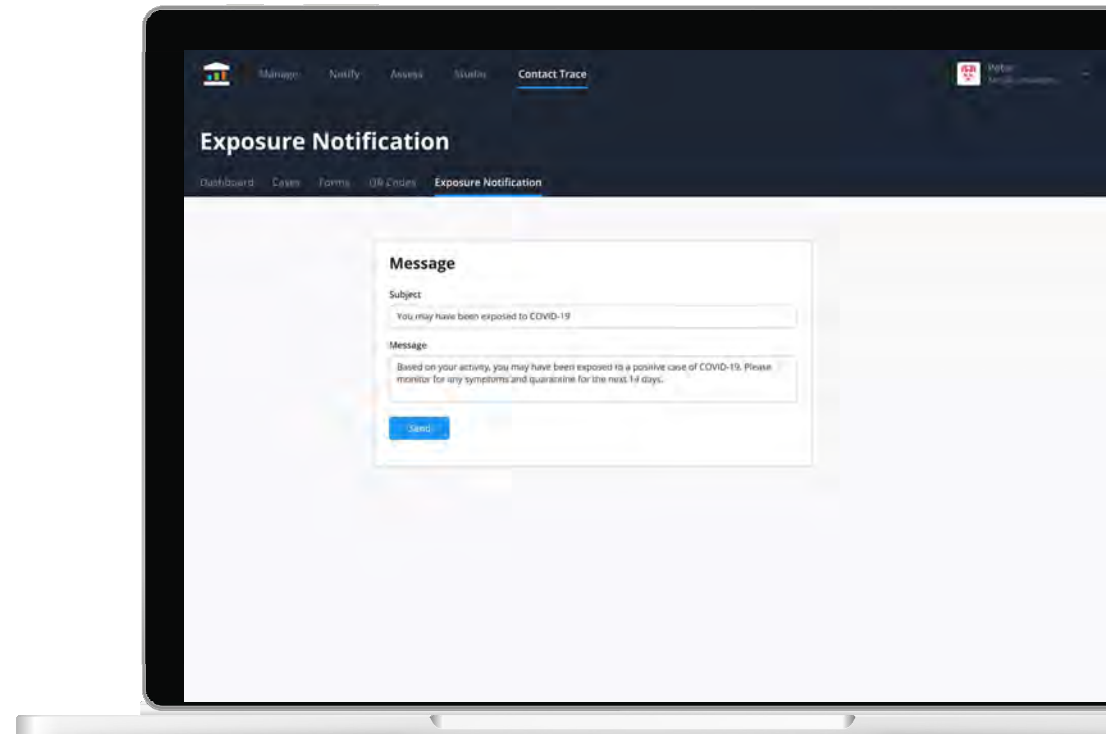 Manage Notify Assess Contact Trace
Peter
Exposure Notification
Dashboard Cases Forms QR Codes Exposure Notification
Message
Subject
You may have been exposed to COVID-19
Message
Based on your activity, you may have been exposed to a positive case of COVID-19. Please
monitor for any symptoms and quarantine for the next 14 days.
Send